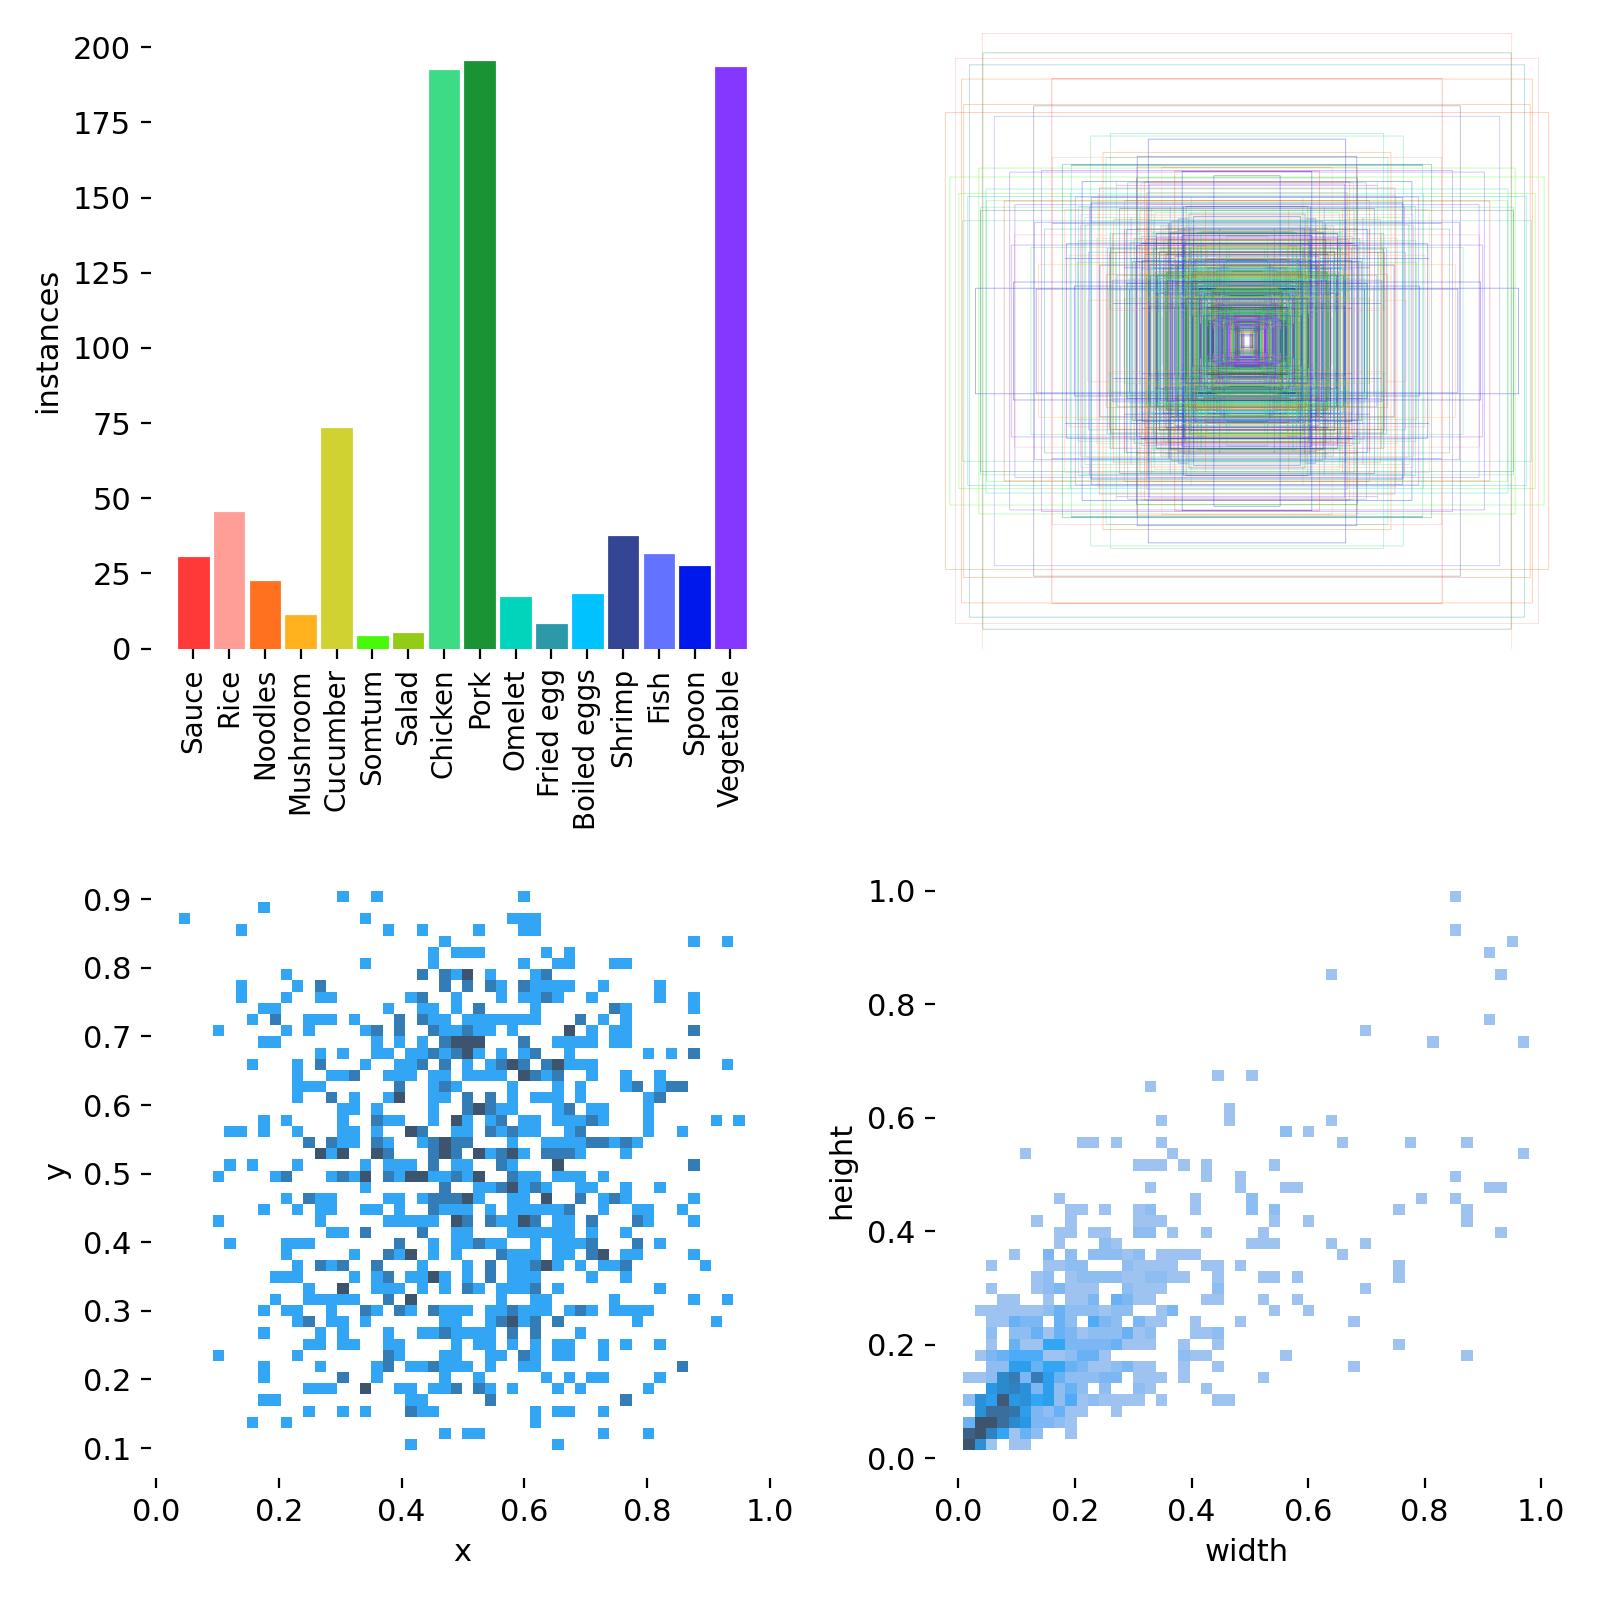 200
175
150
125
100
75
50
25
0
instances
Sauce
Rice
Noodles
Mushroom
Cucumber
Somtum
Salad
Chicken
Pork
Omelet
Fried egg
Boiled eggs
Shrimp
Fish
Spoon
Vegetable
0.9
0.8
0.7
0.6
0.5
0.4
0.3
0.2
0.1
y
0.0 0.2 0.4 0.6 0.8 1.0
x
1.0
0.8
0.6
0.4
0.2
0.0
height
0.0 0.2 0.4 0.6 0.8 1.0
width